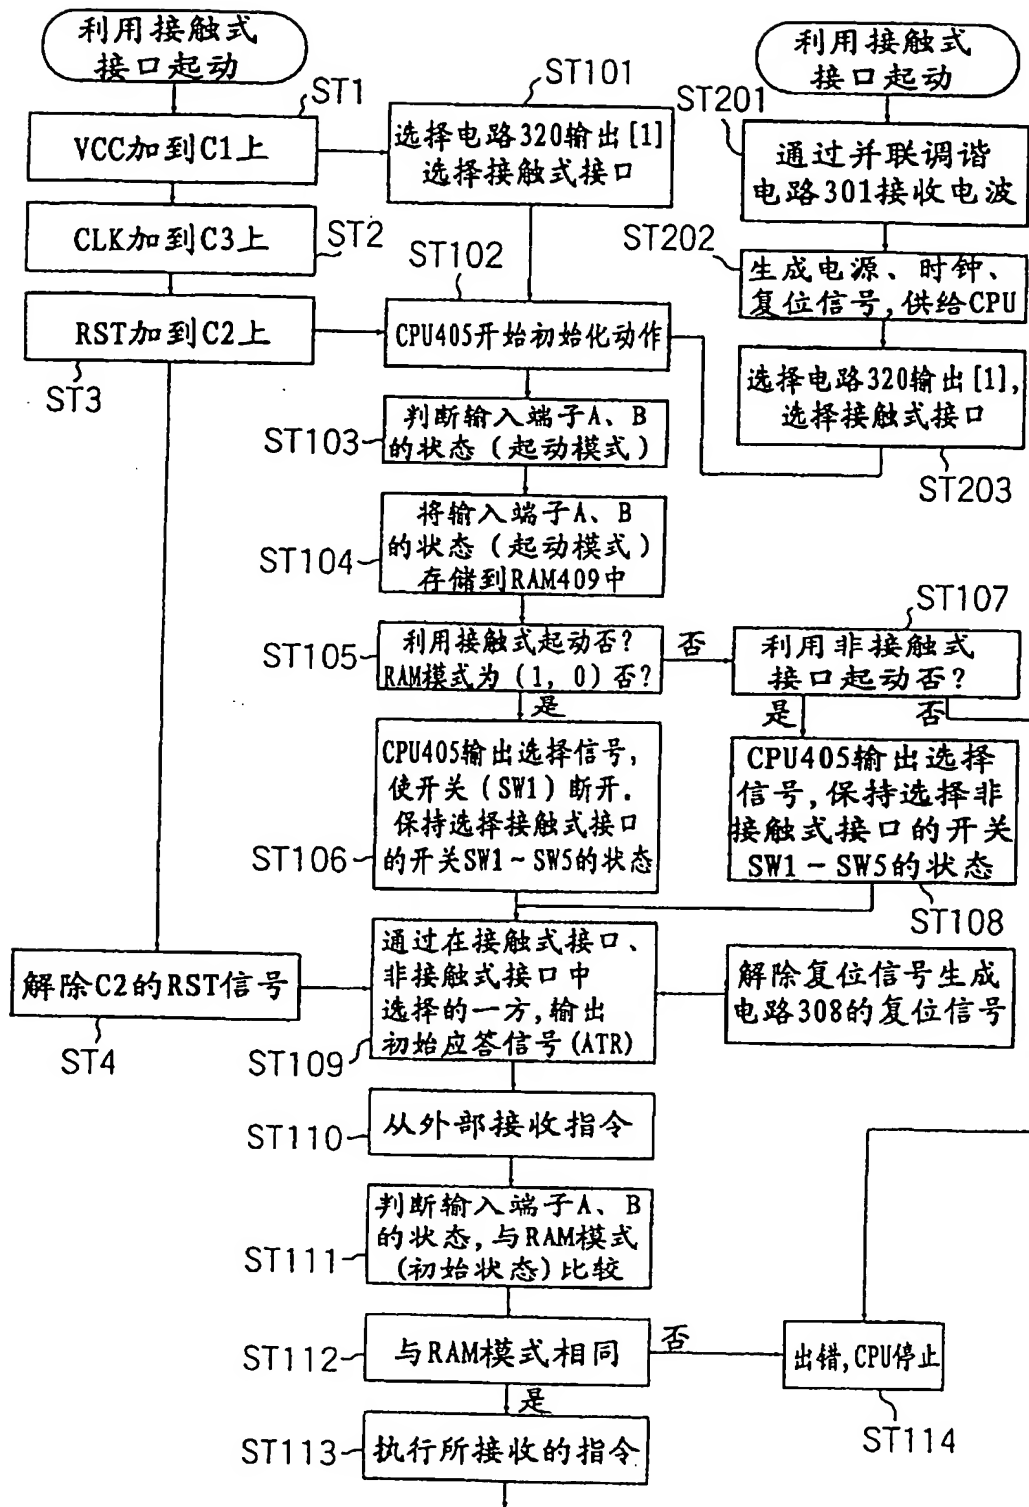 利用接触式
接口起动
ST1
VCC加到C1上
ST2
CLK加到C3上
RST加到C2上
ST3
解除C2的RST信号
ST4
ST101
选择电路320输出[1]
选择接触式接口
ST102
CPU405开始初始化动作
ST103
判断输入端子A、B
的状态(起动模式)
ST104
将输入端子A、B
的状态(起动模式)
存储到RAM409中
ST105
利用接触式起动否?
RAM模式为(1, 0)否?
否
是
ST106
CPU405输出选择信号,
使开关(SW1)断开.
保持选择接触式接口
的开关SW1~SW5的状态
ST109
通过在接触式接口、
非接触式接口中
选择的一方,输出
初始应答信号(ATR)
ST110
从外部接收指令
ST111
判断输入端子A、B
的状态,与RAM模式
(初始状态)比较
ST112
与RAM模式相同
否
是
ST113
执行所接收的指令
利用接触式
接口起动
ST201
通过并联调谐
电路301接收电波
ST202
生成电源、时钟、
复位信号,供给CPU
选择电路320输出[1],
选择接触式接口
ST203
ST107
利用非接触式
接口起动否?
是
否
CPU405输出选择
信号,保持选择非
接触式接口的开关
SW1~SW5的状态
ST108
解除复位信号生成
电路308的复位信号
出错,CPU停止
ST114